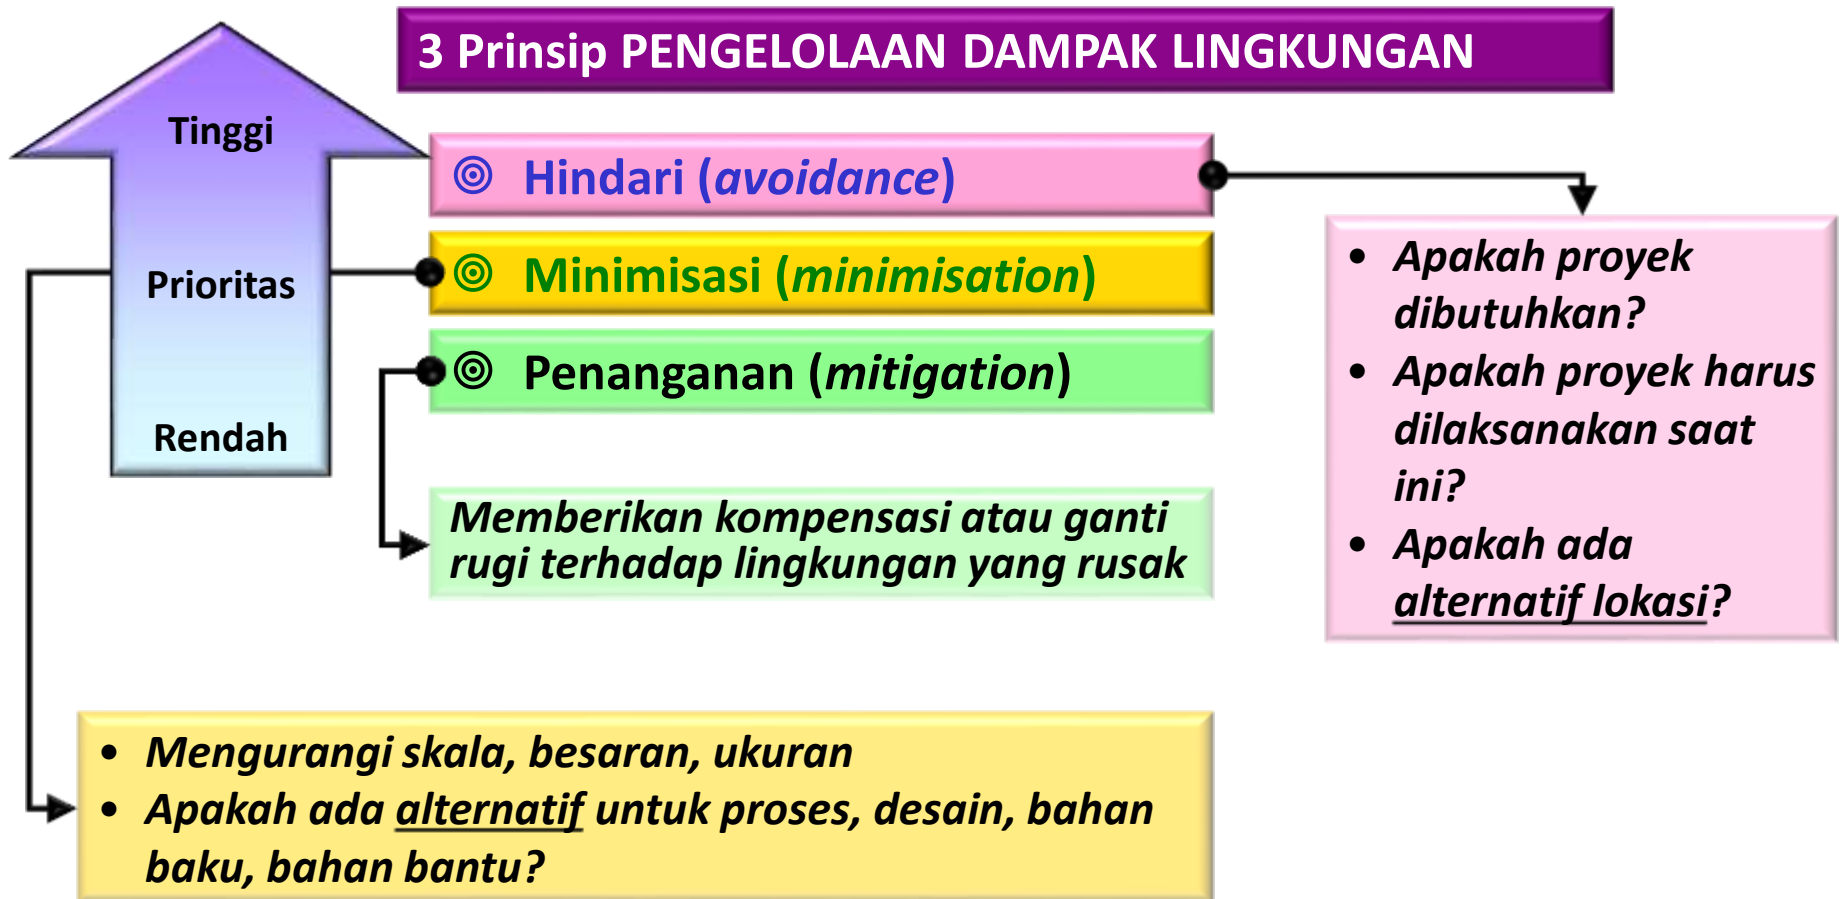 3 Prinsip PENGELOLAAN DAMPAK LINGKUNGAN
Tinggi
Prioritas
Rendah
Hindari (avoidance)
Minimisasi (minimisation)
Penanganan (mitigation)
Memberikan kompensasi atau ganti
rugi terhadap lingkungan yang rusak
• Apakah proyek
dibutuhkan?
• Apakah proyek harus
dilaksanakan saat
ini?
• Apakah ada
alternatif lokasi?
• Mengurangi skala, besaran, ukuran
• Apakah ada alternatif untuk proses, desain, bahan
baku, bahan bantu?